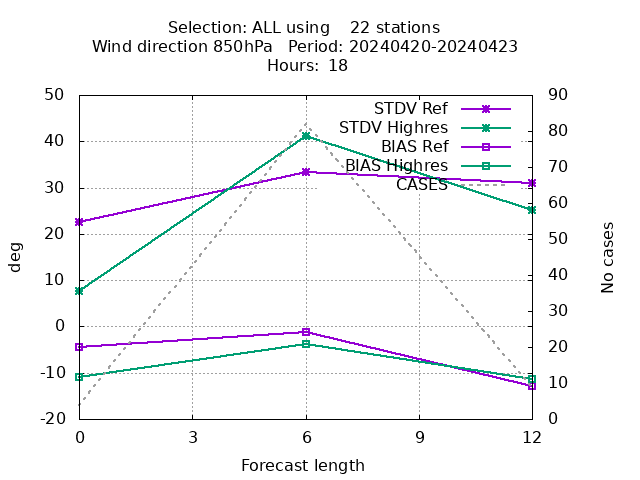 Selection: ALL using    22 stations
Wind direction 850hPa   Period: 20240420-20240423
Hours: 18
50
40
30
20
10
0
-10
-20
90
80
70
60
50
40
30
20
10
0
STDV Ref
STDV Highres
BIAS Ref
BIAS Highres
CASES
deg
No cases
0
3
6
9
12
Forecast length